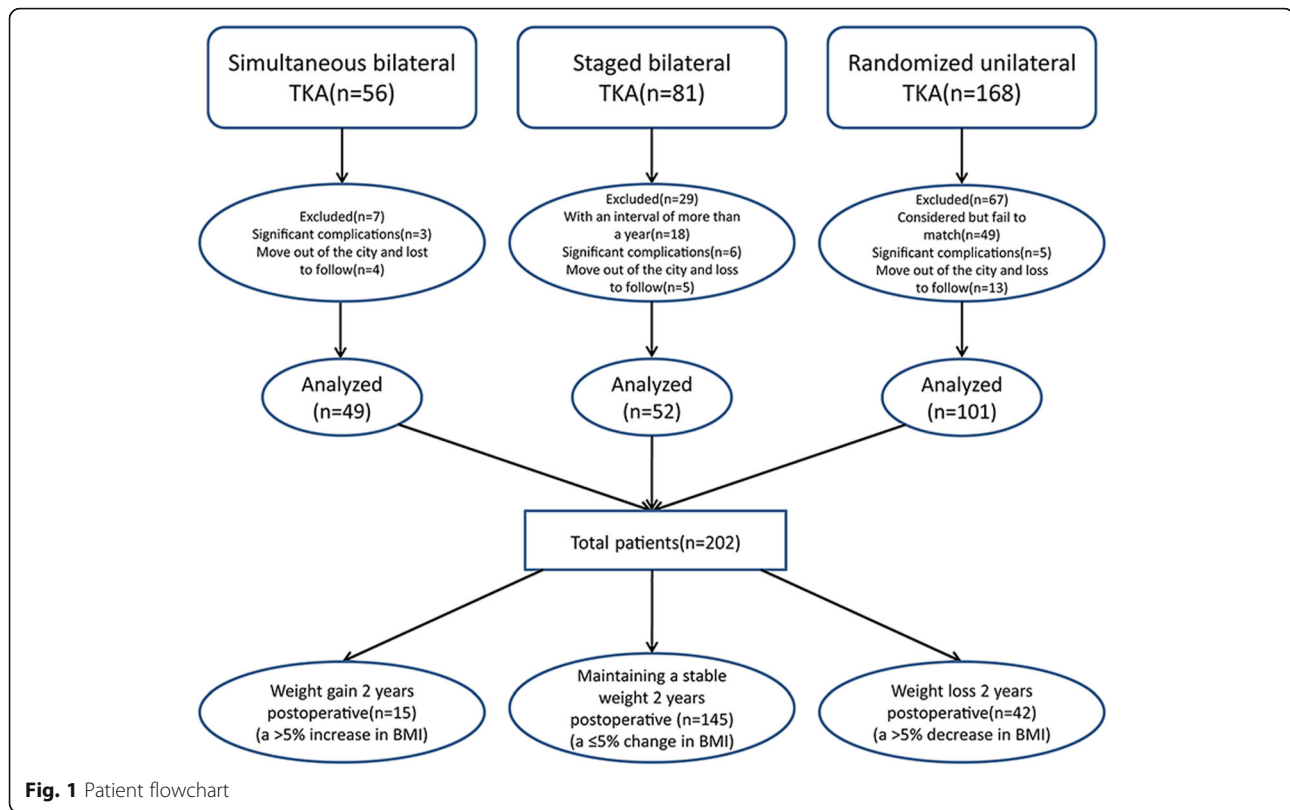 Simultaneous bilateral
TKA(n=56)
Staged bilateral
TKA(n=81)
Randomized unilateral
TKA(n=168)
Excluded(n=7)
Significant complications(n=3)
Move out of the city and lost
to follow(n=4)
Excluded(n=29)
With an interval of more than
a year(n=18)
Significant complications(n=6)
Move out of the city and loss
to follow(n=5)
Excluded(n=67)
Considered but fail to
match(n=49)
Significant complications(n=5)
Move out of the city and loss
to follow(n=13)
Analyzed
(n=49)
Analyzed
(n=52)
Analyzed
(n=101)
Total patients(n=202)
Weight gain 2 years
postoperative(n=15)
(a >5% increase in BMI)
Maintaining a stable
weight 2 years
postoperative (n=145)
(a ≤5% change in BMI)
Weight loss 2 years
postoperative(n=42)
(a >5% decrease in BMI)
Fig. 1 Patient flowchart